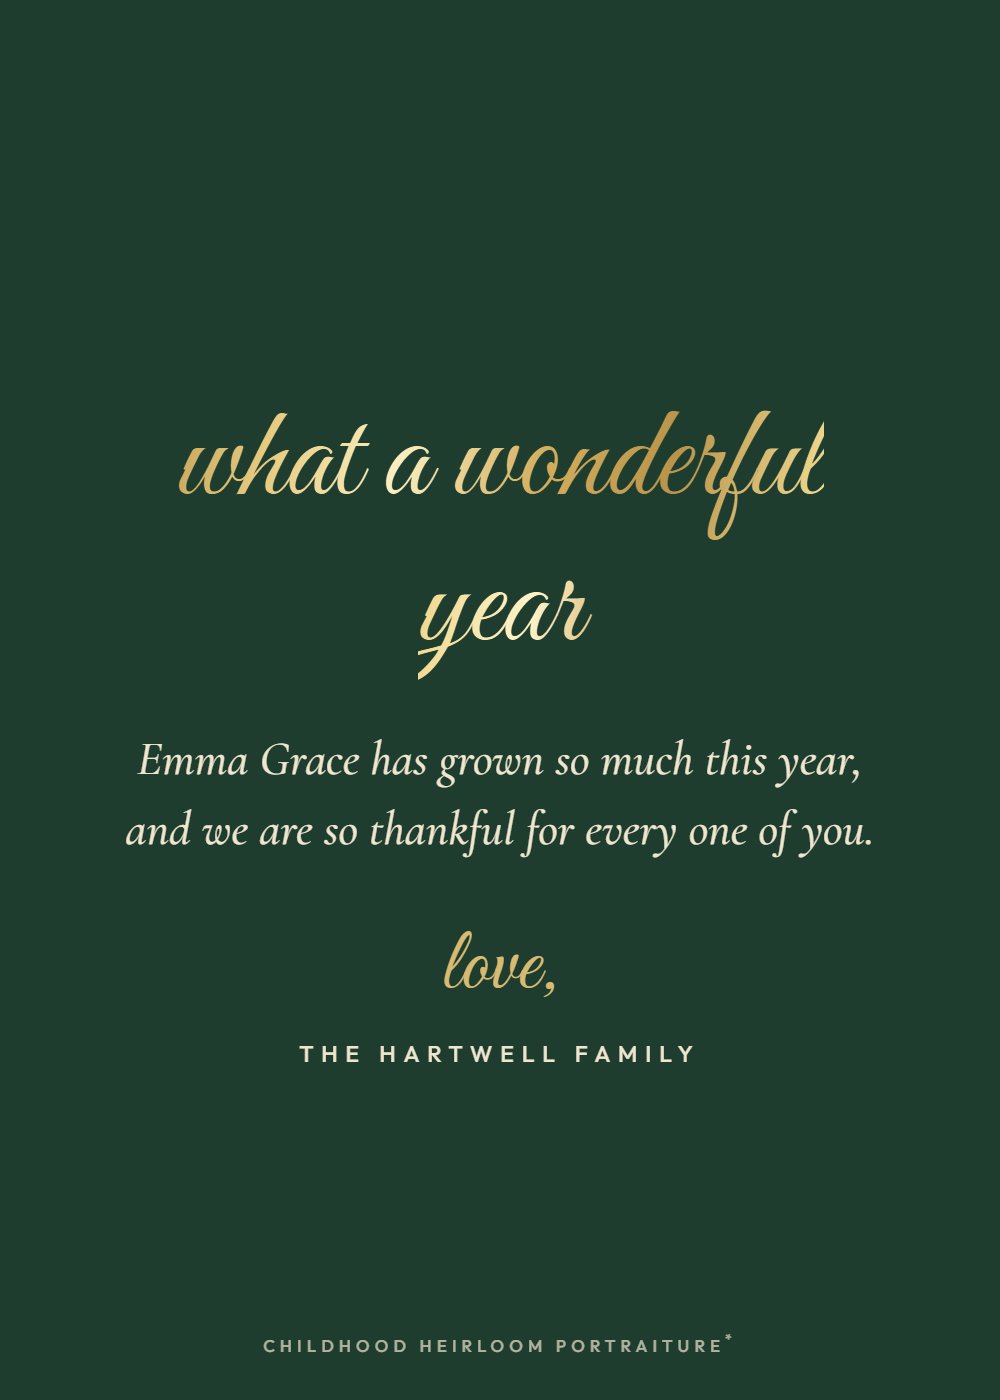 what a wonderful
year
Emma Grace has grown so much this year,
and we are so thankful for every one of you.
love,
THE HARTWELL FAMILY
CHILDHOOD HEIRLOOM PORTRAITURE*